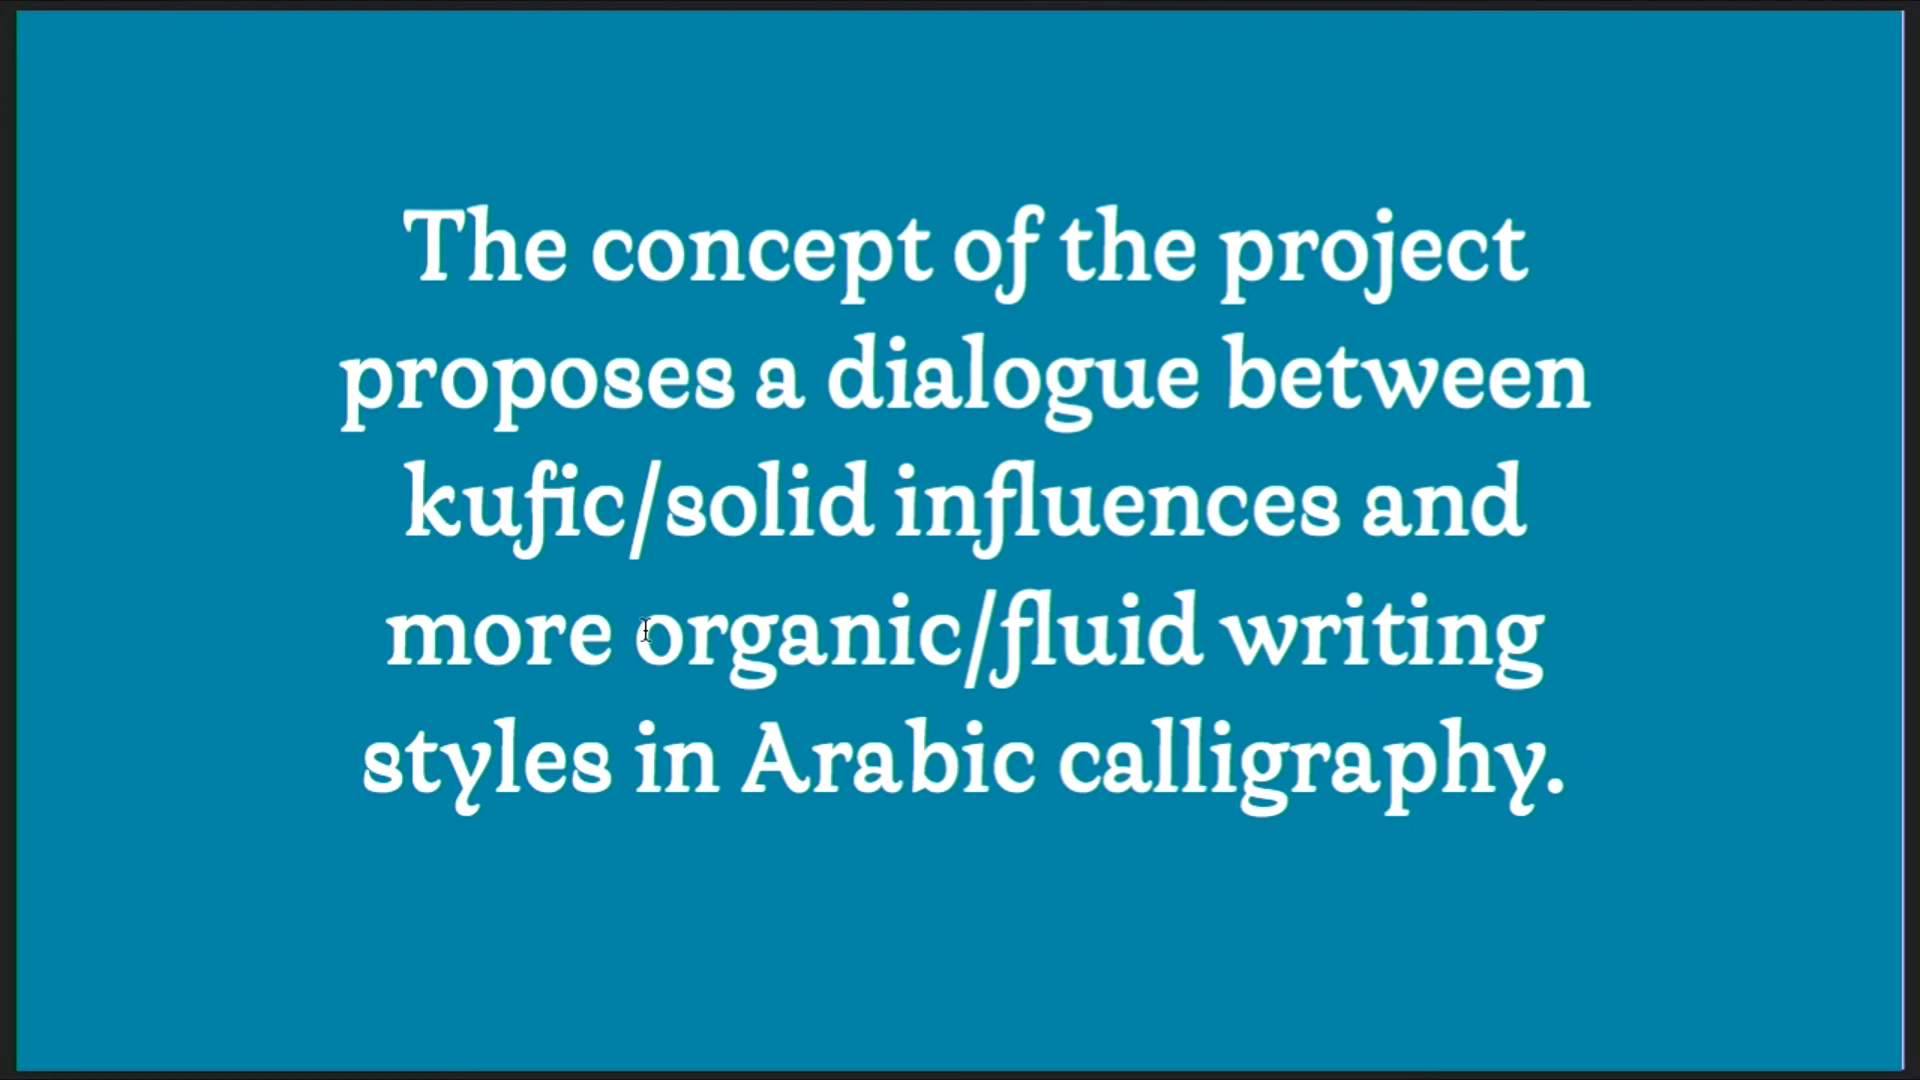 The concept of the project
proposes a dialogue between
kufic/solid influences and
more organic/fluid writing
styles in Arabic calligraphy.